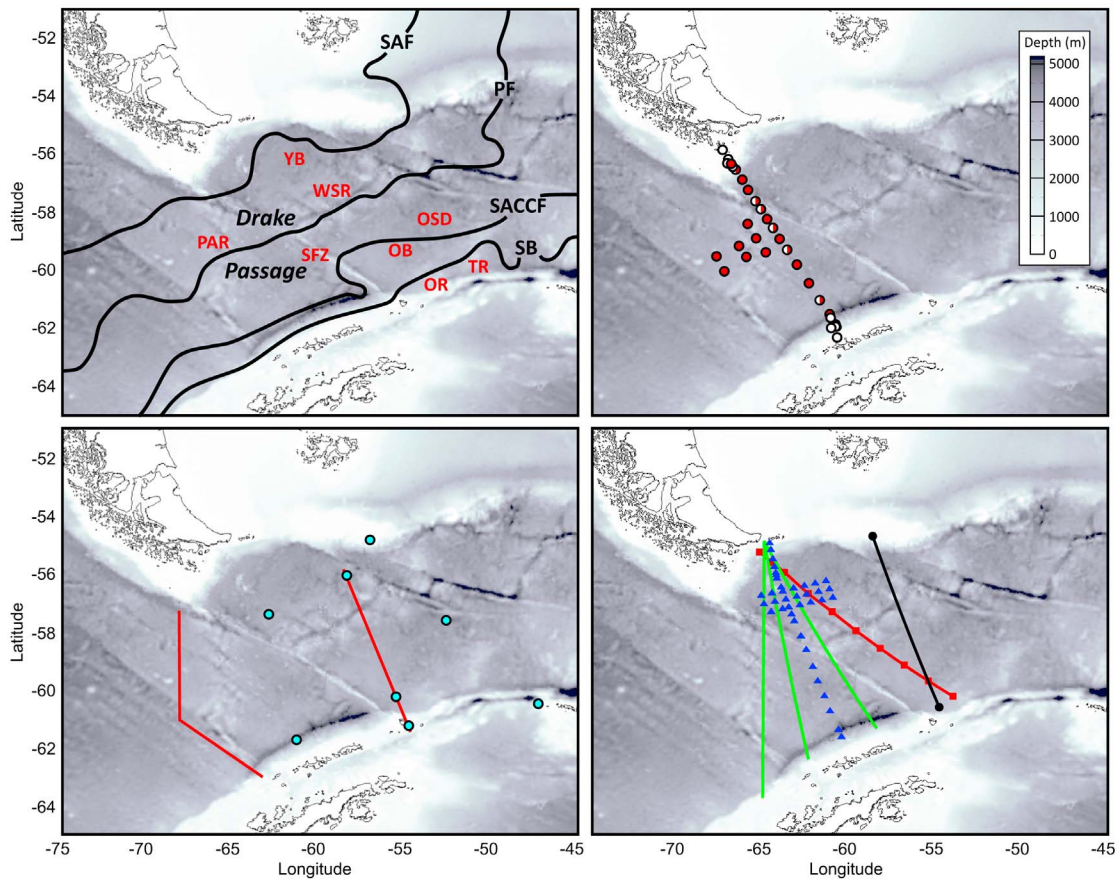 -52
-54
-56
-58
-60
-62
-64
Latitude
SAF
PF
YB
WSR
Drake
SACCF
OSD
PAR
SFZ
OB
SB
Passage
TR
OR
Depth (m)
5000
4000
3000
2000
1000
0
-52
-54
-56
-58
-60
-62
-64
Latitude
-75
-70
-65
-60
-55
-50
-45
Longitude
-70
-65
-60
-55
-50
-45
Longitude